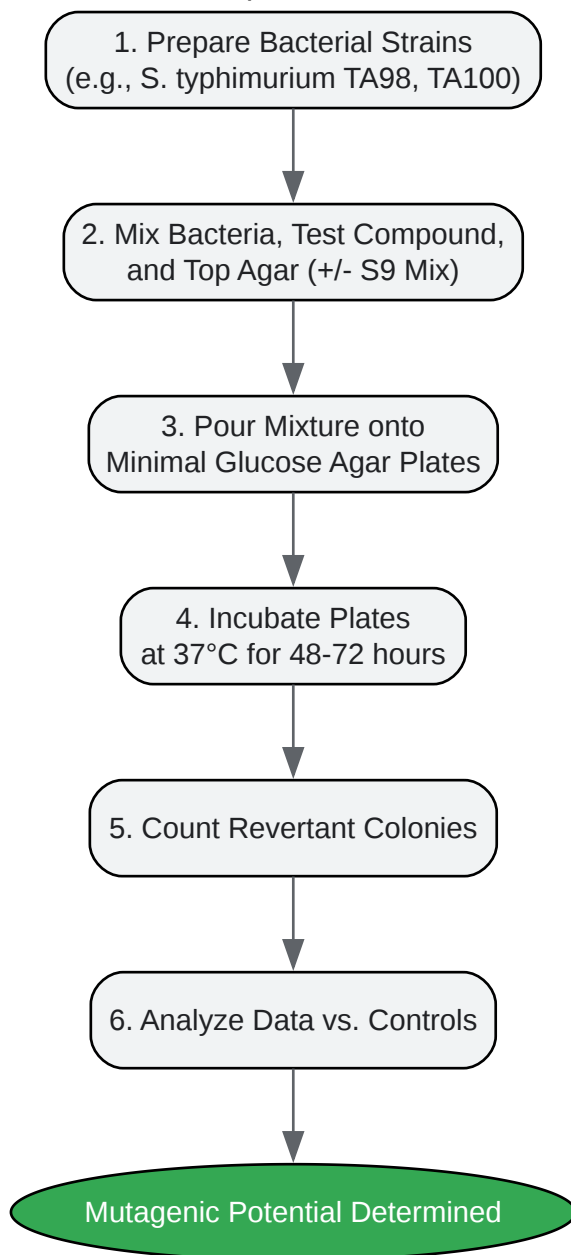 1. Prepare Bacterial Strains
(e.g., S. typhimurium TA98, TA100)
2. Mix Bacteria, Test Compound,
and Top Agar (+/- S9 Mix)
3. Pour Mixture onto
Minimal Glucose Agar Plates
4. Incubate Plates
at 37°C for 48-72 hours
5. Count Revertant Colonies
6. Analyze Data vs. Controls
Mutagenic Potential Determined